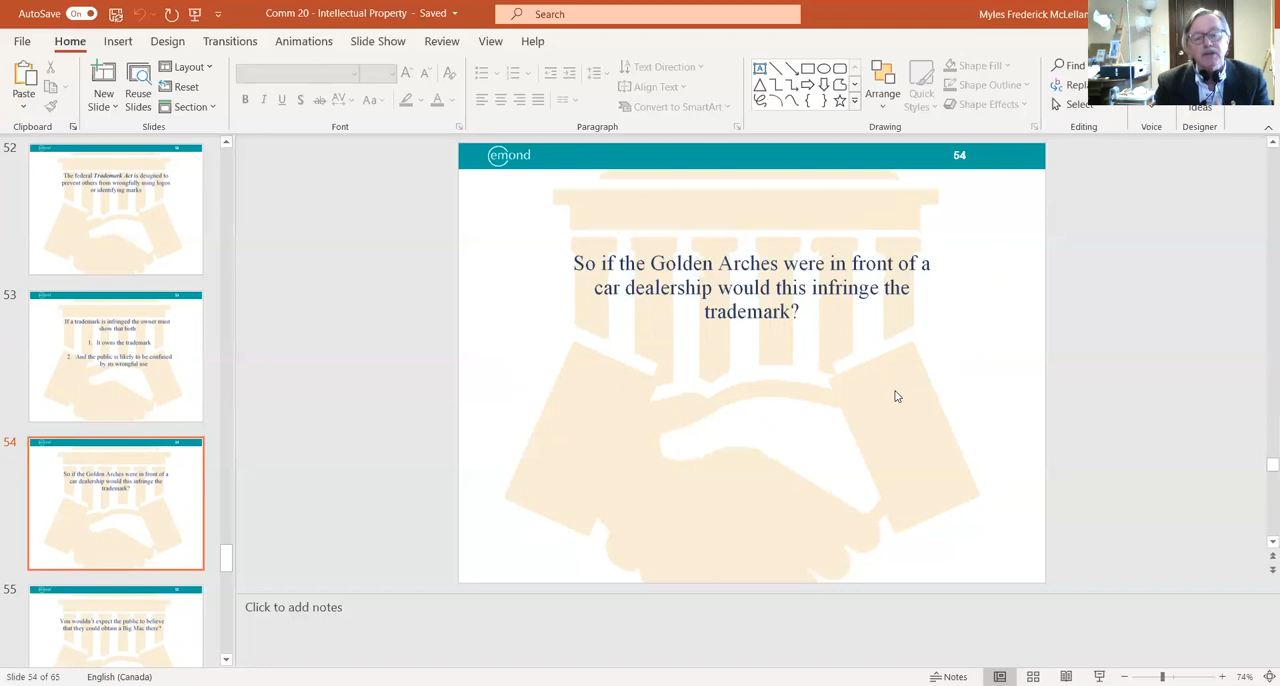 AutoSave On Comm 20 - Intellectual Property - Saved Search Myles Frederick McLellan
File Home Insert Design Transitions Animations Slide Show Review View Help
Paste
New Slide
Reuse Slides
Layout
Reset
Section
B I U S ab AV Aa A
Text Direction
Align Text
Convert to SmartArt
Arrange
Quick Styles
Shape Fill
Shape Outline
Shape Effects
Find
Clipboard Slides Font Paragraph Drawing Editing Voice Designer
52
The federal Trademark Act is designed to
prevent others from wrongfully using logos
or identifying marks
53
If a trademark is infringed the owner must
show that both
1. It owns the trademark
2. And the public is likely to be confused
by its wrongful use
54
So if the Golden Arches were in front of a
car dealership would this infringe the
trademark?
55
You wouldn't expect the public to believe
that they could obtain a Big Mac there?
emond 54
So if the Golden Arches were in front of a
car dealership would this infringe the
trademark?
Click to add notes
Slide 54 of 65 English (Canada) Notes 74%